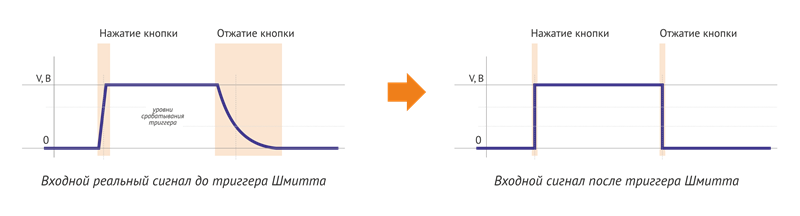 Нажатие кнопки
Отжатие кнопки
V, В
уровни
срабатывания
триггера
0
Входной реальный сигнал до триггера Шмитта
Нажатие кнопки
Отжатие кнопки
V, В
0
Входной сигнал после триггера Шмитта